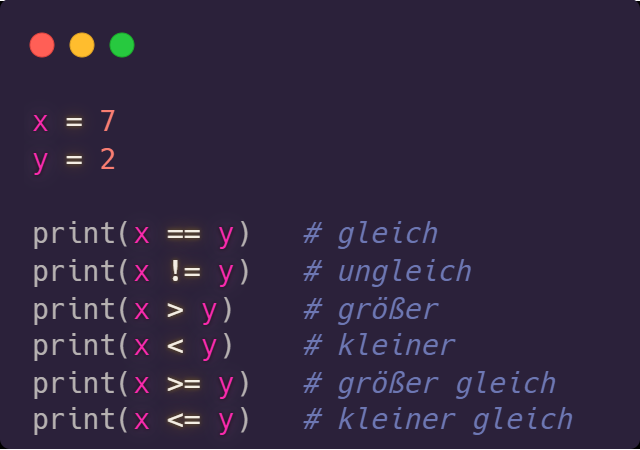 x = 7
y = 2
print(x == y)   # gleich
print(x != y)   # ungleich
print(x > y)    # größer
print(x < y)    # kleiner
print(x >= y)   # größer gleich
print(x <= y)   # kleiner gleich